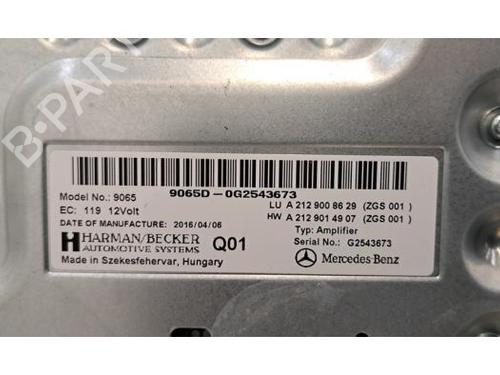 B-PARTS
9065D-0G2543673
Model No.: 9065
LU A 212 900 86 29 (ZGS 001)
EC: 119 12Volt
HW A 212 901 49 07 (ZGS 001)
DATE OF MANUFACTURE: 2016/04/06
Typ: Amplifier
HARMAN/BECKER
AUTOMOTIVE SYSTEMS
Q01
Serial No.: G2543673
Made in Szekesfehervar, Hungary
Mercedes-Benz